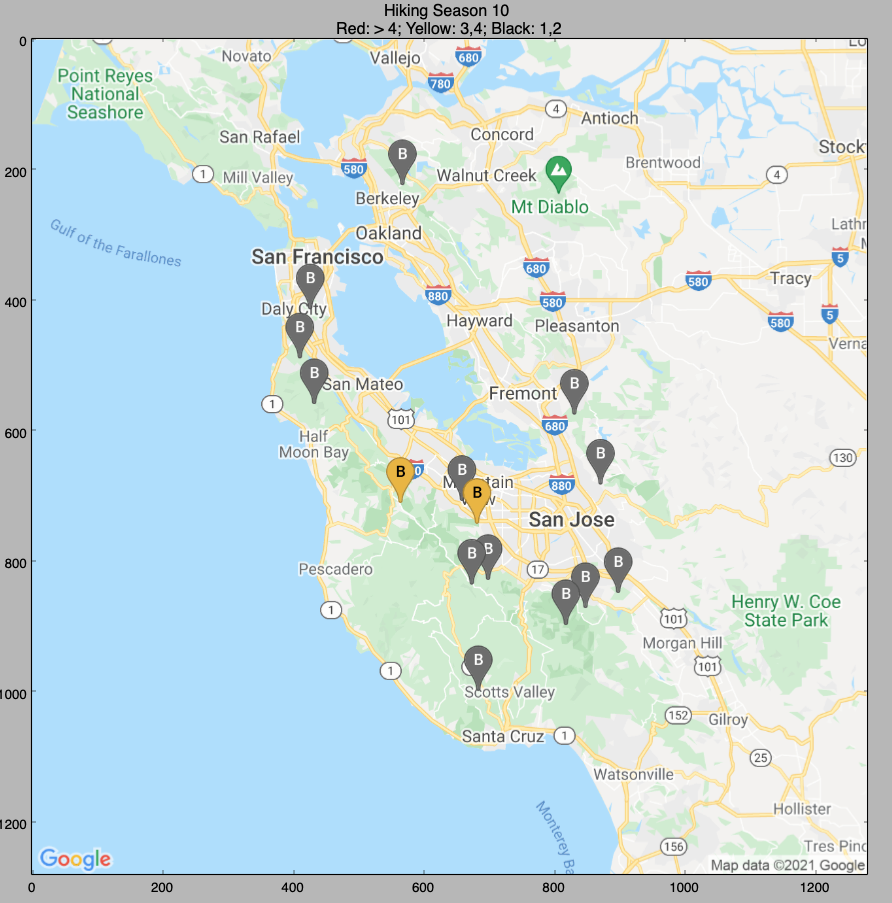 Hiking Season 10
Red: > 4; Yellow: 3,4; Black: 1,2
0
200
400
600
800
1000
1200
Novato
Vallejo
680
Lo
Point Reyes
National
Seashore
780
4
Antioch
San Rafael
Concord
Stock
580
B
Brentwood
1
Mill Valley
Walnut Creek
4
Berkeley
Mt Diablo
Oakland
Lathr
Gulf of the Farallones
San Francisco
5
680
B
580
Tracy
880
580
Daly City
Hayward
Pleasanton
580
5
B
Verna
B
San Mateo
Fremont
B
1
101
680
Half
Moon Bay
B
130
B
0
B
Mountain
View
B
880
San Jose
B
B
B
Pescadero
17
B
B
B
1
Henry W. Coe
State Park
101
Morgan Hill
B
1
101
Scotts Valley
152
Gilroy
Santa Cruz
1
25
Watsonville
Hollister
Monterey Ba
156
Tres Pino
Google
Map data ©2021 Google
0
200
400
600
800
1000
1200